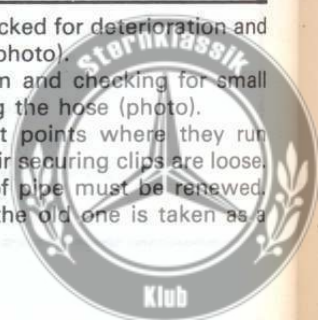 cked for deterioration and
photo).
n and checking for small
g the hose (photo).
t points where they run
ir securing clips are loose.
of pipe must be renewed.
the old one is taken as a
Sternklassik
Klub